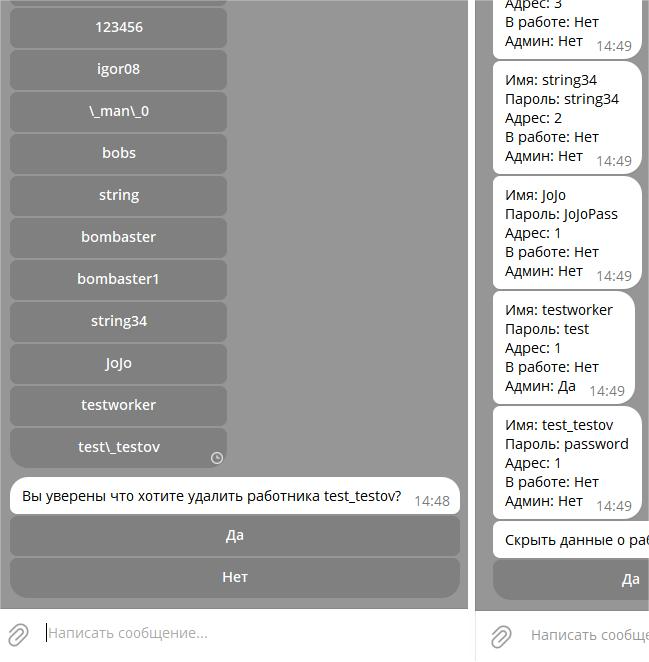 123456
igor08
\_man\_0
bobs
string
bombaster
bombaster1
string34
JoJo
testworker
test\_testov
Вы уверены что хотите удалить работника test_testov? 14:48
Да
Нет
Написать сообщение...
Адрес: 3
В работе: Нет
Админ: Нет 14:49
Имя: string34
Пароль: string34
Адрес: 2
В работе: Нет
Админ: Нет 14:49
Имя: JoJo
Пароль: JoJoPass
Адрес: 1
В работе: Нет
Админ: Нет 14:49
Имя: testworker
Пароль: test
Адрес: 1
В работе: Нет
Админ: Да 14:49
Имя: test_testov
Пароль: password
Адрес: 1
В работе: Нет
Админ: Нет 14:49
Скрыть данные о раб
Да
Написать сообще